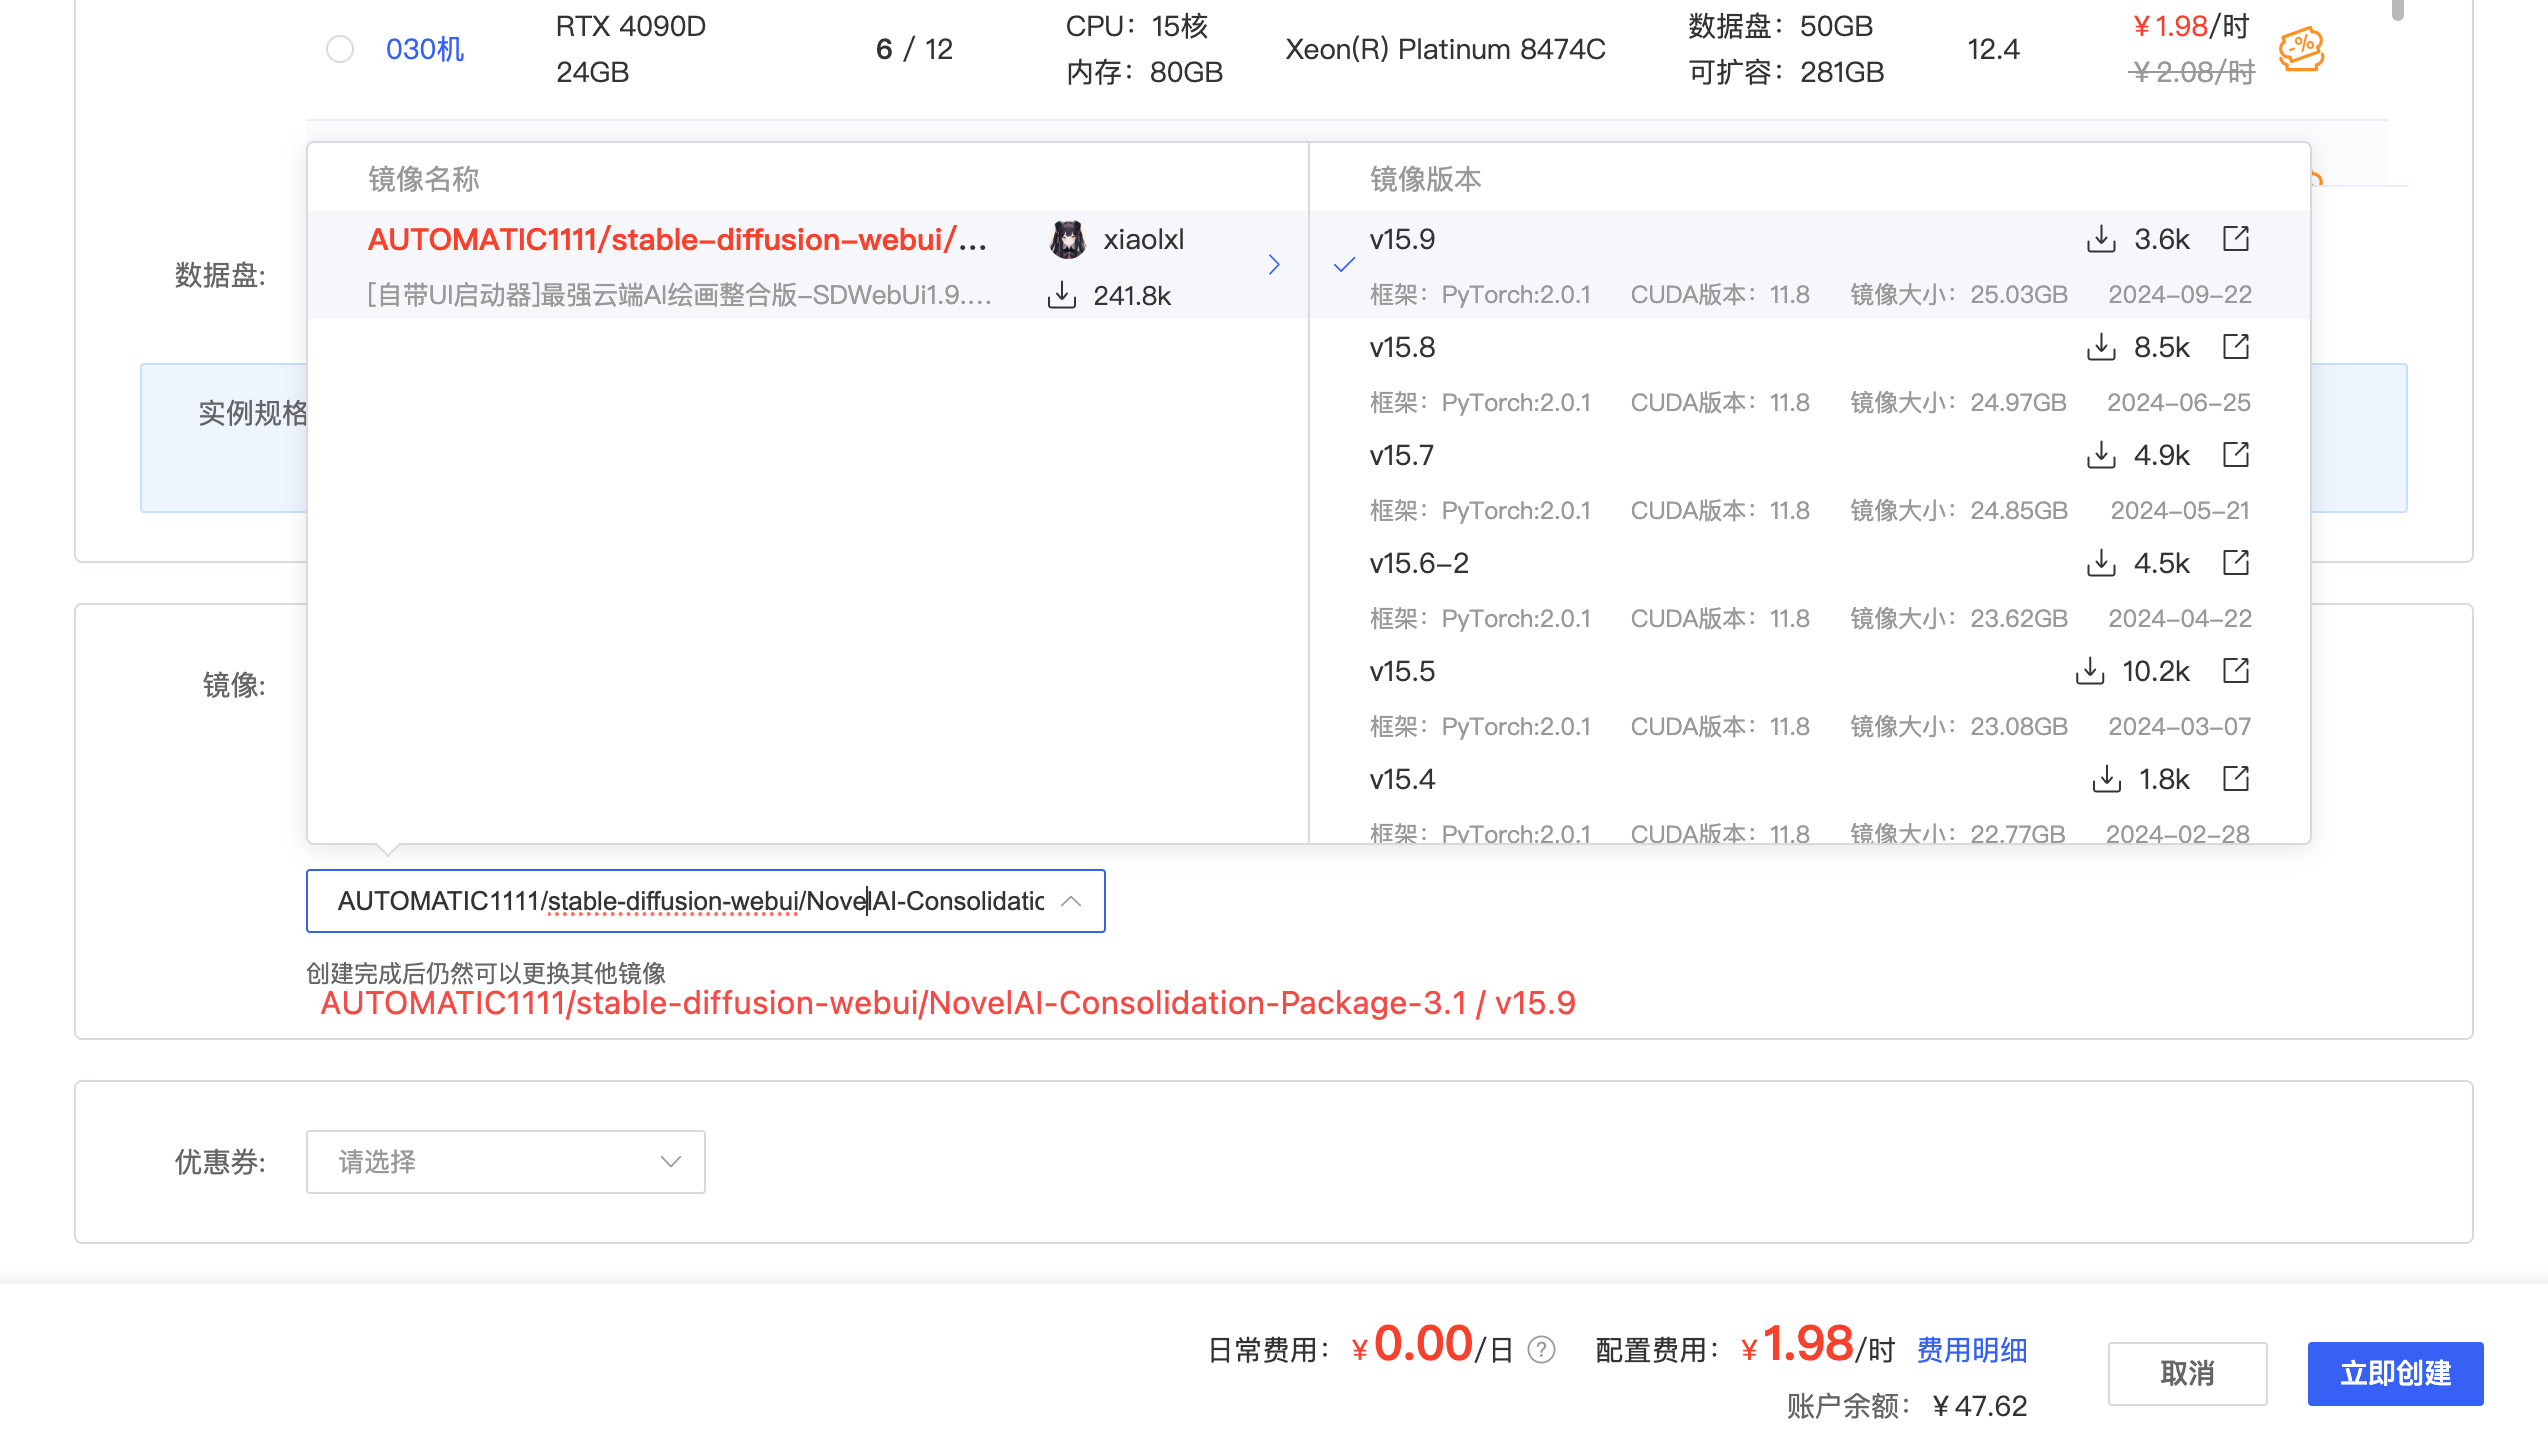 030机
RTX 4090D
24GB
6 / 12
CPU：15核
内存：80GB
Xeon(R) Platinum 8474C
数据盘：50GB
可扩容：281GB
12.4
￥1.98/时
￥2.08/时
镜像名称
AUTOMATIC1111/stable-diffusion-webui/...
xiaolxl
[自带UI启动器]最强云端AI绘画整合版-SDWebUi1.9....
241.8k
镜像版本
v15.9
3.6k
框架：PyTorch:2.0.1 CUDA版本：11.8 镜像大小：25.03GB 2024-09-22
v15.8
8.5k
框架：PyTorch:2.0.1 CUDA版本：11.8 镜像大小：24.97GB 2024-06-25
v15.7
4.9k
框架：PyTorch:2.0.1 CUDA版本：11.8 镜像大小：24.85GB 2024-05-21
v15.6-2
4.5k
框架：PyTorch:2.0.1 CUDA版本：11.8 镜像大小：23.62GB 2024-04-22
v15.5
10.2k
框架：PyTorch:2.0.1 CUDA版本：11.8 镜像大小：23.08GB 2024-03-07
v15.4
1.8k
框架：PyTorch:2.0.1 CUDA版本：11.8 镜像大小：22.77GB 2024-02-28
数据盘:
实例规格
镜像:
AUTOMATIC1111/stable-diffusion-webui/NovelAI-Consolidatic
创建完成后仍然可以更换其他镜像
AUTOMATIC1111/stable-diffusion-webui/NovelAI-Consolidation-Package-3.1 / v15.9
优惠券:
请选择
日常费用：￥0.00/日 ? 配置费用：￥1.98/时 费用明细
账户余额：￥47.62
取消
立即创建